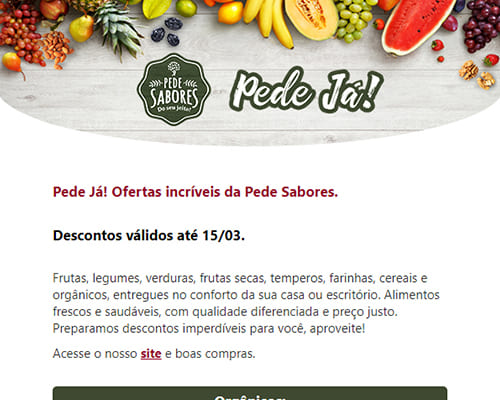 PEDE
SABORES
Do seu jeito!
Pede Já!
Pede Já! Ofertas incríveis da Pede Sabores.
Descontos válidos até 15/03.
Frutas, legumes, verduras, frutas secas, temperos, farinhas, cereais e
orgânicos, entregues no conforto da sua casa ou escritório. Alimentos
frescos e saudáveis, com qualidade diferenciada e preço justo.
Preparamos descontos imperdíveis para você, aproveite!
Acesse o nosso site e boas compras.
Orgânicos: